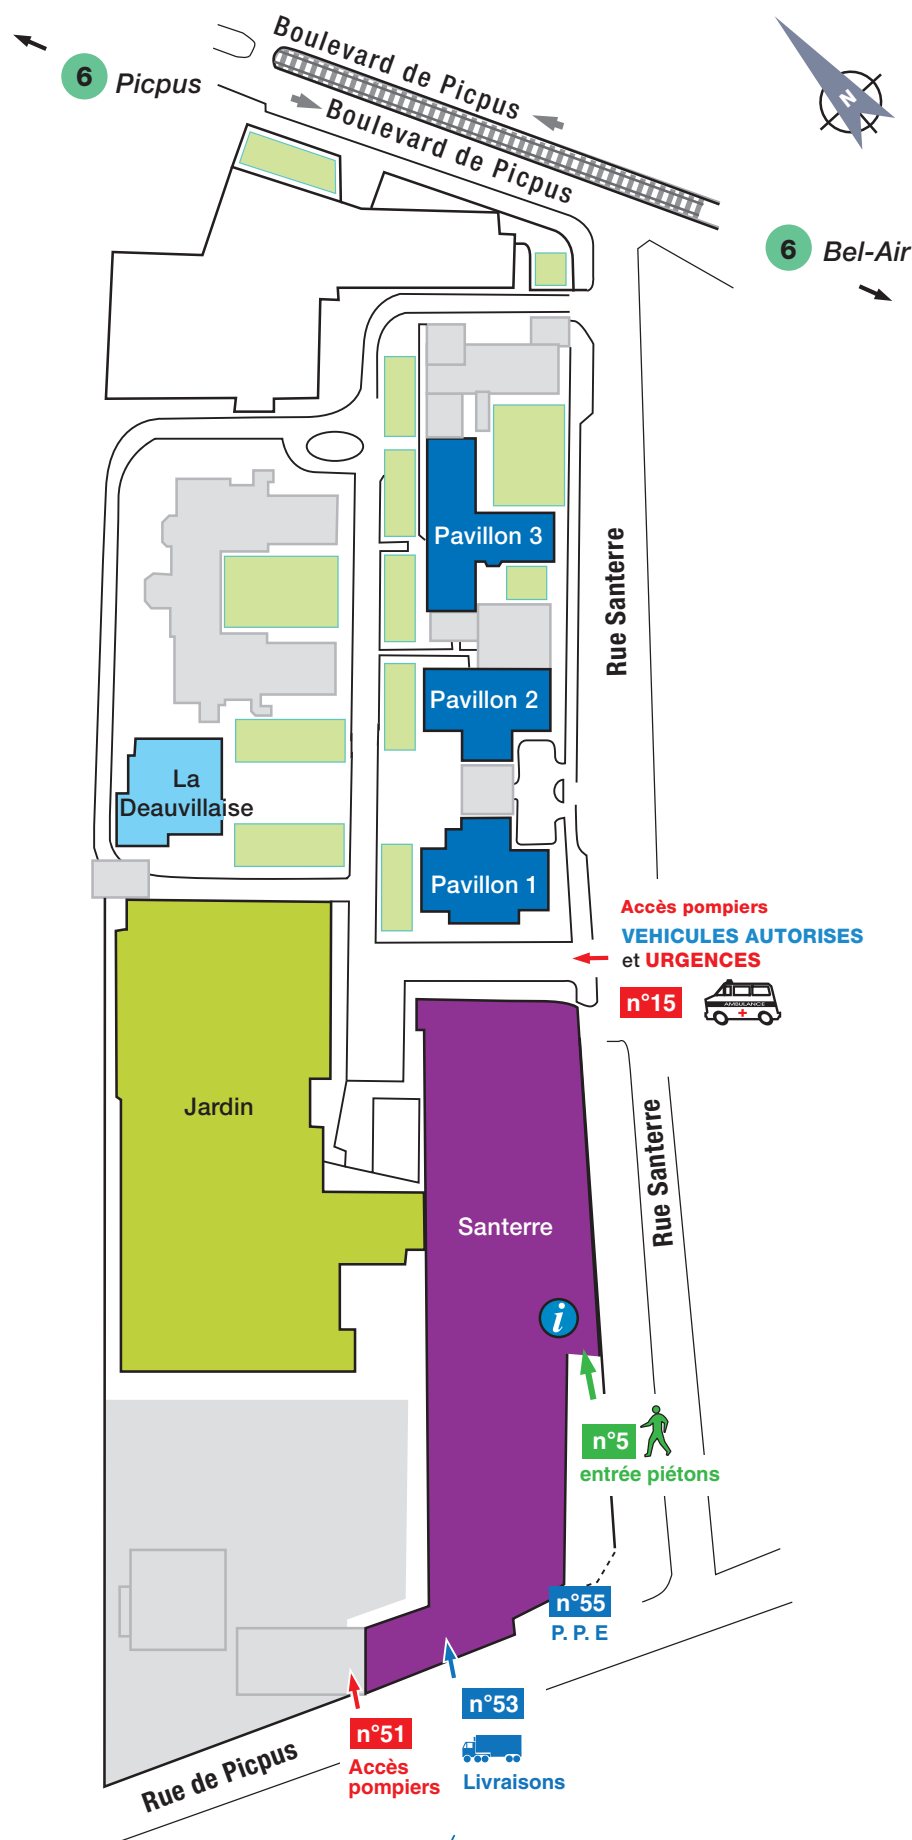 Boulevard de Picpus
6 Picpus
Boulevard de Picpus
N
6 Bel-Air
Pavillon 3
Rue Santerre
Pavillon 2
La
Deauvillaise
Pavillon 1
Accès pompiers
VEHICULES AUTORISES
et URGENCES
n°15
AMBULANCE
Jardin
Rue Santerre
Santerre
i
n°5
entrée piétons
n°55
P. P. E
n°53
Livraisons
n°51
Accès
pompiers
Rue de Picpus